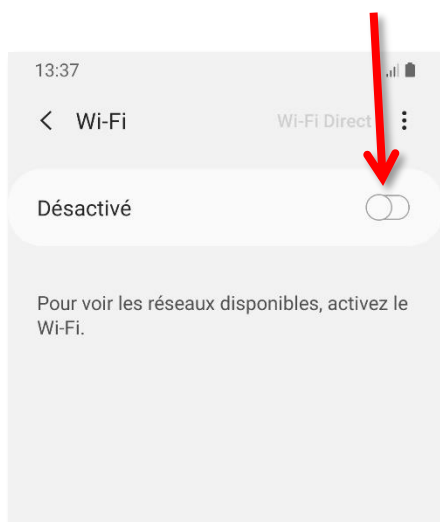 13:37
Wi-Fi
Wi-Fi Direct
Désactivé
Pour voir les réseaux disponibles, activez le
Wi-Fi.